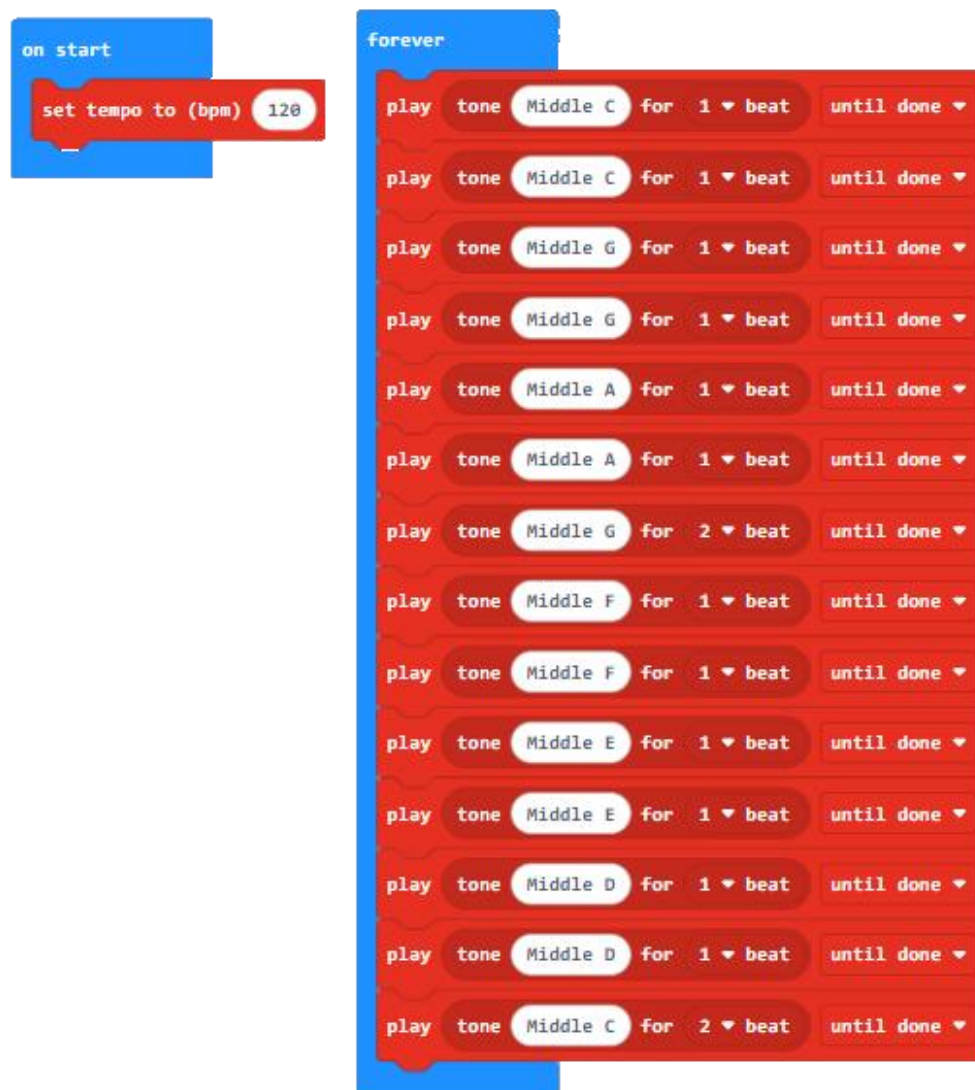 on start
set tempo to (bpm) 120
forever
play tone Middle C for 1 beat until done
play tone Middle C for 1 beat until done
play tone Middle G for 1 beat until done
play tone Middle G for 1 beat until done
play tone Middle A for 1 beat until done
play tone Middle A for 1 beat until done
play tone Middle G for 2 beat until done
play tone Middle F for 1 beat until done
play tone Middle F for 1 beat until done
play tone Middle E for 1 beat until done
play tone Middle E for 1 beat until done
play tone Middle D for 1 beat until done
play tone Middle D for 1 beat until done
play tone Middle C for 2 beat until done